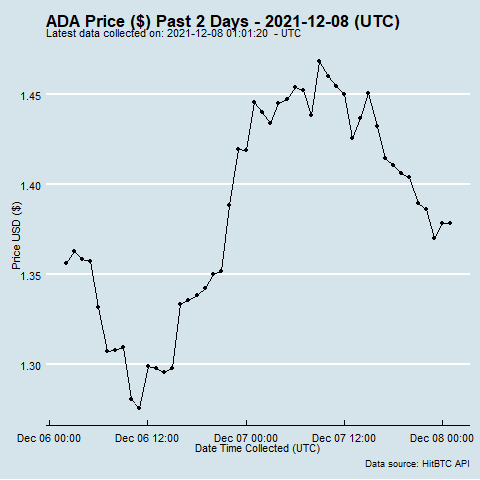 ADA Price ($) Past 2 Days - 2021-12-08 (UTC)
Latest data collected on: 2021-12-08 01:01:20 - UTC
Price USD ($)
1.45
1.40
1.35
1.30
Dec 06 00:00 Dec 06 12:00 Dec 07 00:00 Dec 07 12:00 Dec 08 00:00
Date Time Collected (UTC)
Data source: HitBTC API